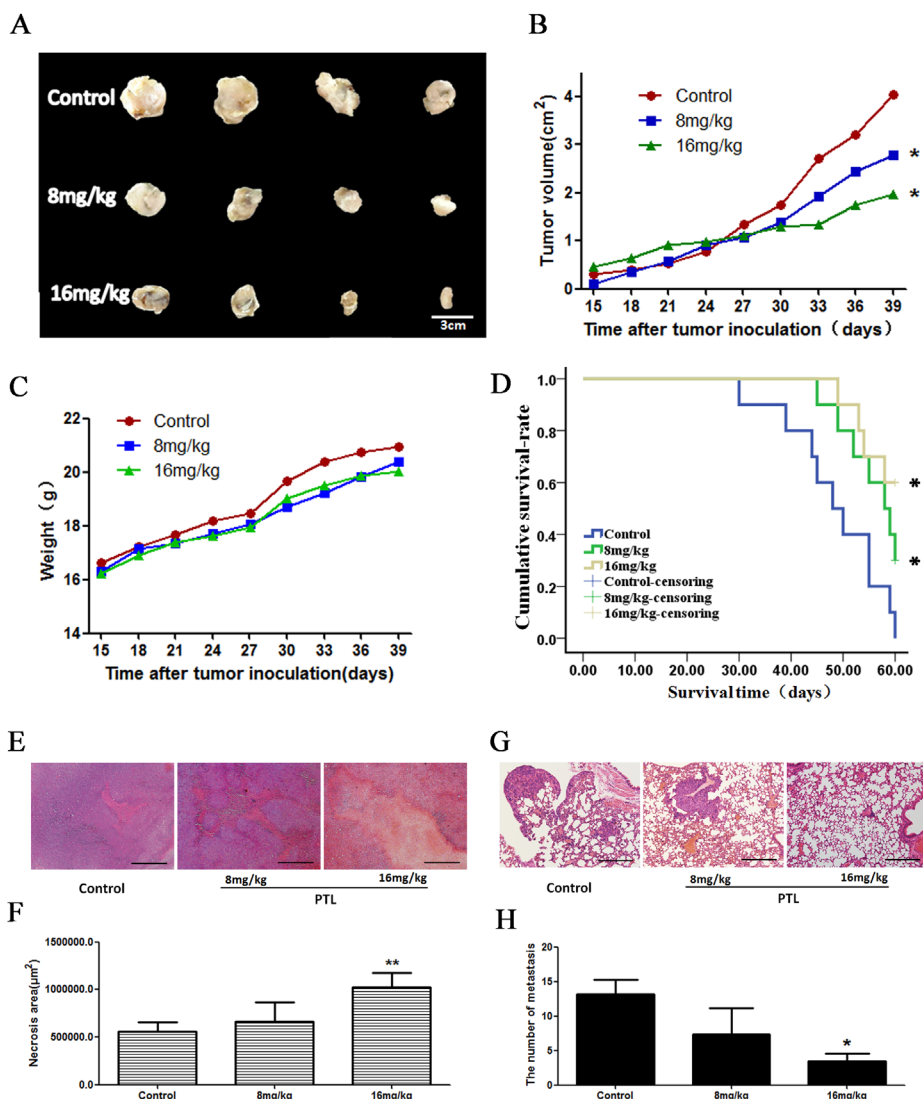 A
Control
8mg/kg
16mg/kg
3cm
B
Tumor volume(cm²)
4
3
2
1
0
Control
8mg/kg
16mg/kg
*
*
15 18 21 24 27 30 33 36 39
Time after tumor inoculation (days)
C
Weight (g)
22
20
18
16
14
Control
8mg/kg
16mg/kg
15 18 21 24 27 30 33 36 39
Time after tumor inoculation(days)
D
Cumulative survival-rate
1.0
0.8
0.6
0.4
0.2
0.0
Control
8mg/kg
16mg/kg
Control-censoring
8mg/kg-censoring
16mg/kg-censoring
*
*
0.00 10.00 20.00 30.00 40.00 50.00 60.00
Survival time (days)
E
Control
8mg/kg
16mg/kg
PTL
G
Control
8mg/kg
16mg/kg
PTL
F
Necrosis area(μm²)
1500000.0
1000000.0
500000.0
0.0
**
Control 8mg/kg 16mg/kg
H
The number of metastasis
20
15
10
5
0
*
Control 8mg/kg 16mg/kg